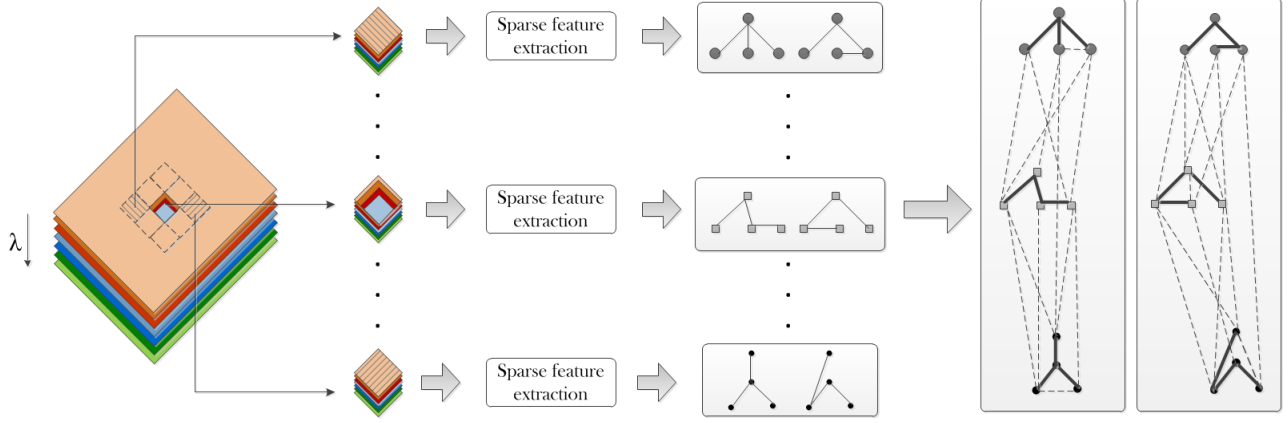 Sparse feature
extraction
λ
Sparse feature
extraction
Sparse feature
extraction